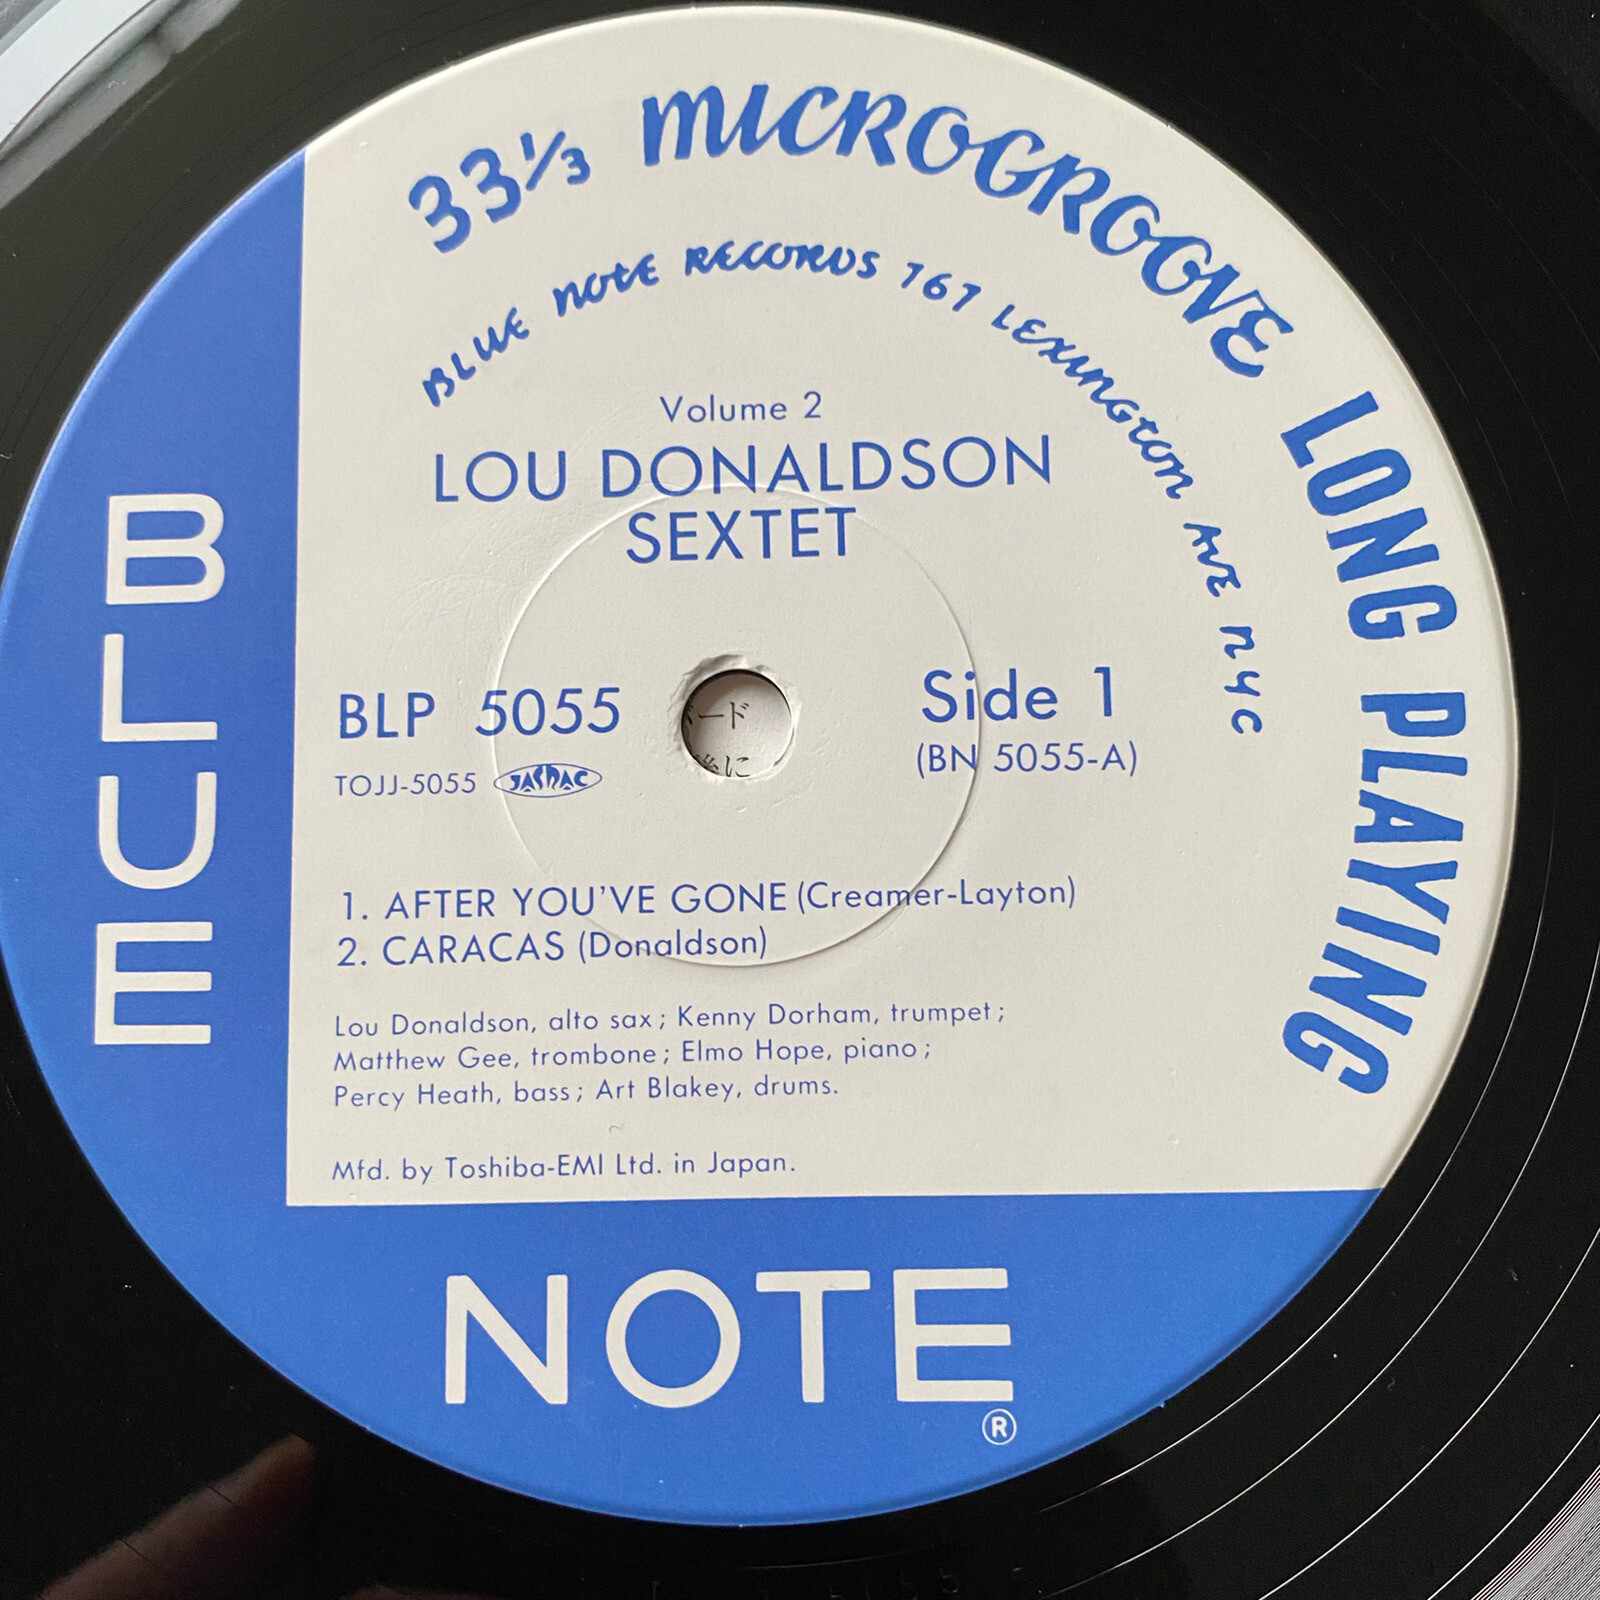 33⅓ MICROGROOVE LONG PLAYING
BLUE NOTE RECORDS 767 LEXINGTON AVE NYC
Volume 2
LOU DONALDSON
SEXTET
BLP 5055
Side 1
TOJJ-5055 JASRAC
(BN 5055-A)
ード
に
1. AFTER YOU'VE GONE (Creamer-Layton)
2. CARACAS (Donaldson)
Lou Donaldson, alto sax; Kenny Dorham, trumpet;
Matthew Gee, trombone; Elmo Hope, piano;
Percy Heath, bass; Art Blakey, drums.
Mfd. by Toshiba-EMI Ltd. in Japan.
BLUE
NOTE
®